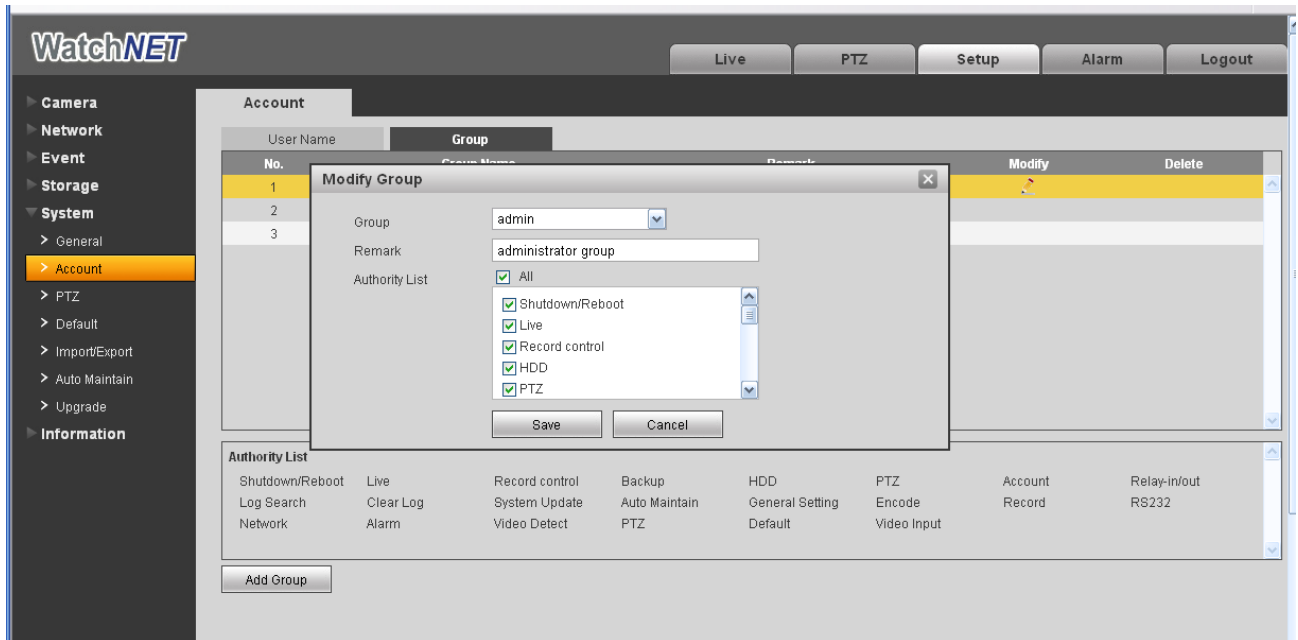 WatchNET
Live PTZ Setup Alarm Logout
Camera
Network
Event
Storage
System
> General
> Account
> PTZ
> Default
> Import/Export
> Auto Maintain
> Upgrade
Information
Account
User Name Group
No. Group Name Remark Modify Delete
1
2
3
Modify Group
Group admin
Remark administrator group
Authority List All
Shutdown/Reboot
Live
Record control
HDD
PTZ
Save Cancel
Authority List
Shutdown/Reboot Live Record control Backup HDD PTZ Account Relay-in/out
Log Search Clear Log System Update Auto Maintain General Setting Encode Record RS232
Network Alarm Video Detect PTZ Default Video Input
Add Group